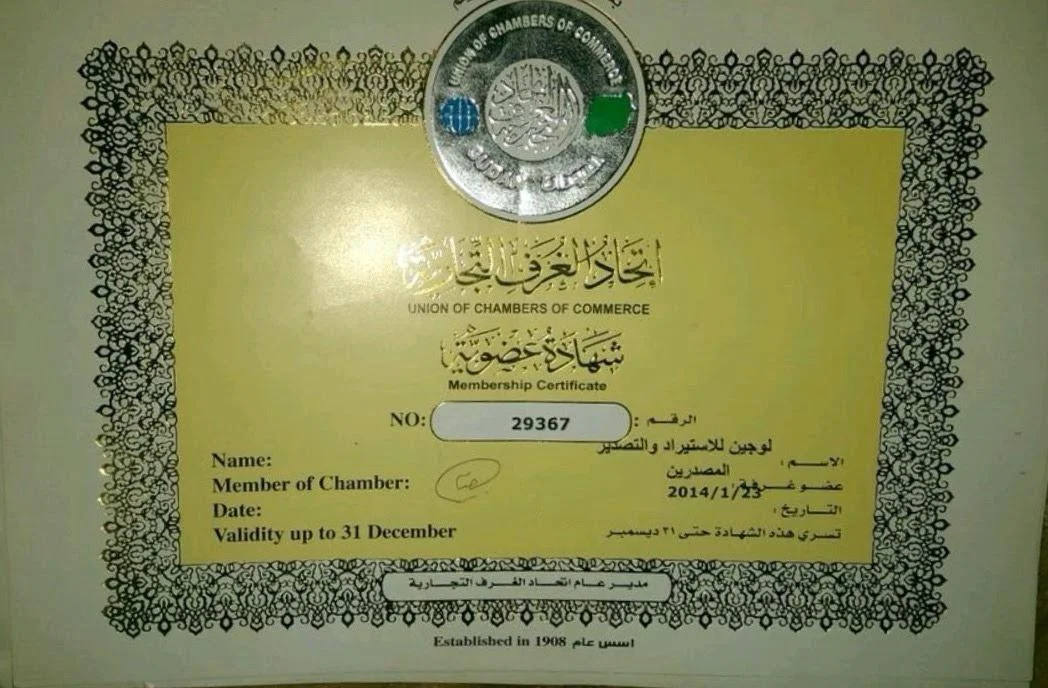 UNION OF CHAMBERS OF COMMERCE
اتحاد الغرف التجارية
UNION OF CHAMBERS OF COMMERCE
شهادة عضوية
Membership Certificate
NO: 29367 الرقم :
Name: لوجين للاستيراد والتصدير الاسم :
Member of Chamber: المصدرين عضو غرفة :
Date: 2014/1/23 التاريخ :
Validity up to 31 December تسري هذه الشهادة حتى ٣١ ديسمبر
مدير عام اتحاد الغرف التجارية
Established in 1908 اسس عام